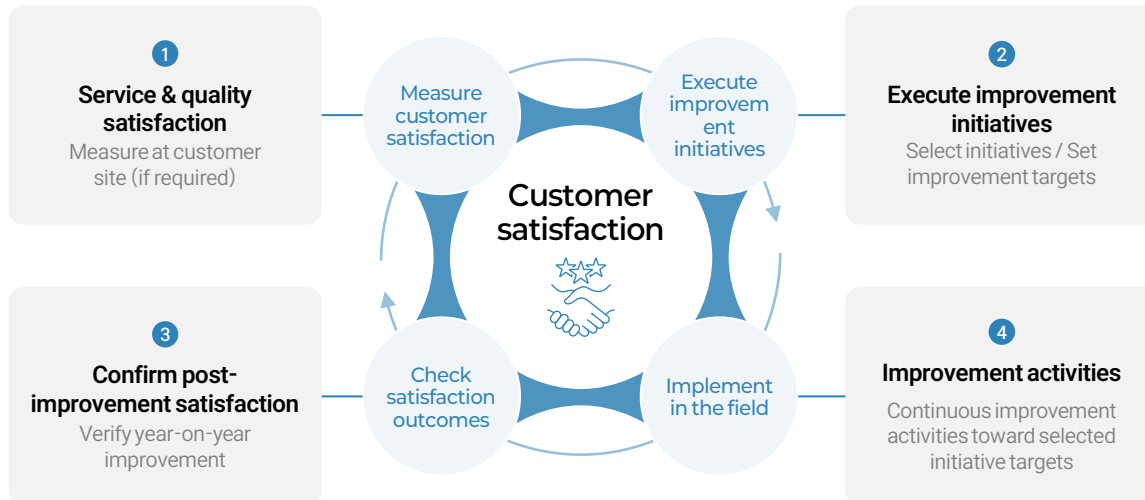 1
Service & quality
satisfaction
Measure at customer
site (if required)
Measure
customer
satisfaction
Execute
improvem
ent
initiatives
2
Execute improvement
initiatives
Select initiatives / Set
improvement targets
Customer
satisfaction
3
Confirm post-
improvement satisfaction
Verify year-on-year
improvement
Check
satisfaction
outcomes
Implement
in the field
4
Improvement activities
Continuous improvement
activities toward selected
initiative targets